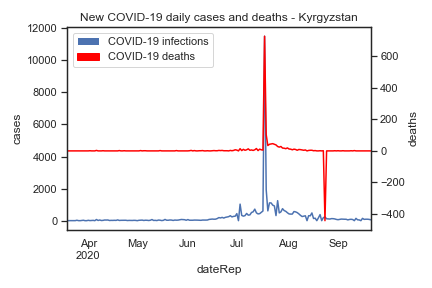 New COVID-19 daily cases and deaths - Kyrgyzstan
COVID-19 infections
COVID-19 deaths
12000
10000
8000
6000
4000
2000
0
cases
600
400
200
0
−200
−400
deaths
Apr
2020
May
Jun
Jul
Aug
Sep
dateRep